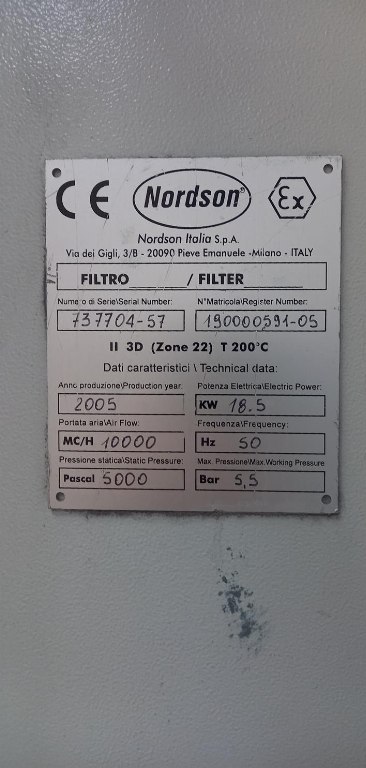 CE Nordson® Ex
Nordson Italia S.p.A.
Via dei Gigli, 3/B - 20090 Pieve Emanuele -Milano - ITALY
FILTRO / FILTER
Numero di Serie\Serial Number: N°Matricola\Register Number:
737704-57 190000591-05
II 3D (Zone 22) T 200°C
Dati caratteristici \ Technical data:
Anno produzione\Production year: Potenza Elettrica\Electric Power:
2005 KW 18.5
Portata aria\Air Flow: Frequenza\Frequency:
MC/H 10000 Hz 50
Pressione statica\Static Pressure: Max. Pressione\Max.Working Pressure
Pascal 5000 Bar 5,5